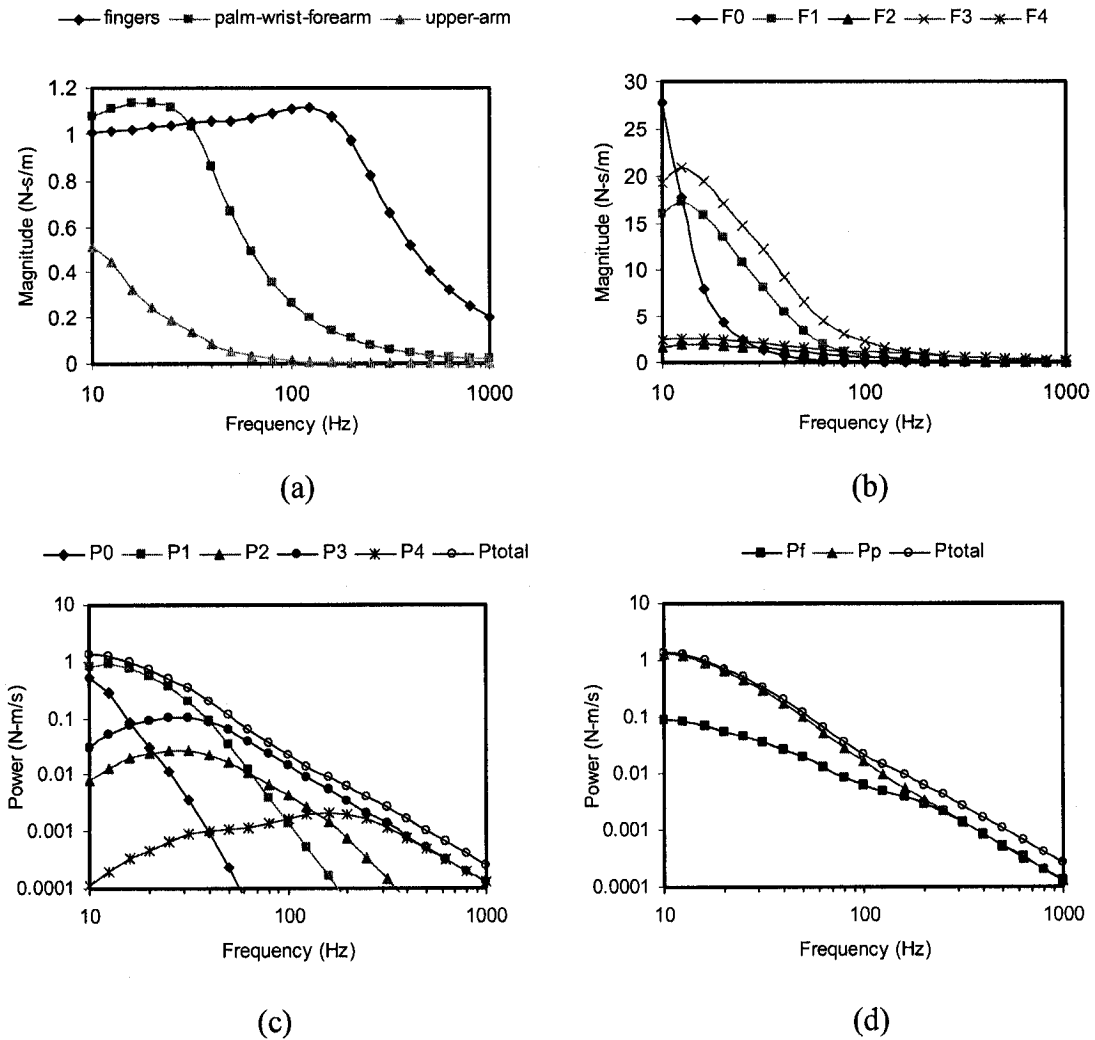 fingers palm-wrist-forearm upper-arm
1.2
1
0.8
0.6
0.4
0.2
0
Magnitude (N-s/m)
10 100 1000
Frequency (Hz)
(a)
F0 F1 F2 F3 F4
30
25
20
15
10
5
0
Magnitude (N-s/m)
10 100 1000
Frequency (Hz)
(b)
P0 P1 P2 P3 P4 Ptotal
10
1
0.1
0.01
0.001
0.0001
Power (N-m/s)
10 100 1000
Frequency (Hz)
(c)
Pf Pp Ptotal
10
1
0.1
0.01
0.001
0.0001
Power (N-m/s)
10 100 1000
Frequency (Hz)
(d)